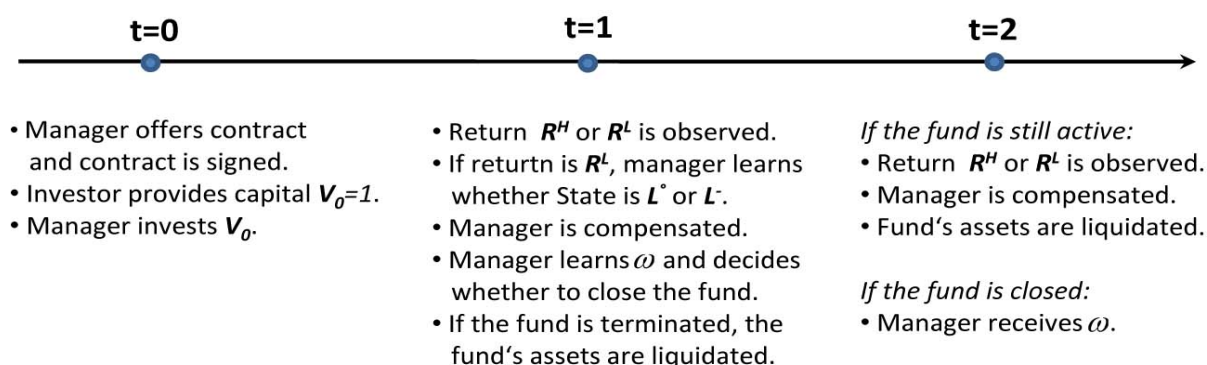 t=0
t=1
t=2
• Manager offers contract
and contract is signed.
• Investor provides capital V₀=1.
• Manager invests V₀.
• Return Rᴴ or Rᴸ is observed.
• If returtn is Rᴸ, manager learns
whether State is L° or L⁻.
• Manager is compensated.
• Manager learns ω and decides
whether to close the fund.
• If the fund is terminated, the
fund‘s assets are liquidated.
If the fund is still active:
• Return Rᴴ or Rᴸ is observed.
• Manager is compensated.
• Fund‘s assets are liquidated.
If the fund is closed:
• Manager receives ω.